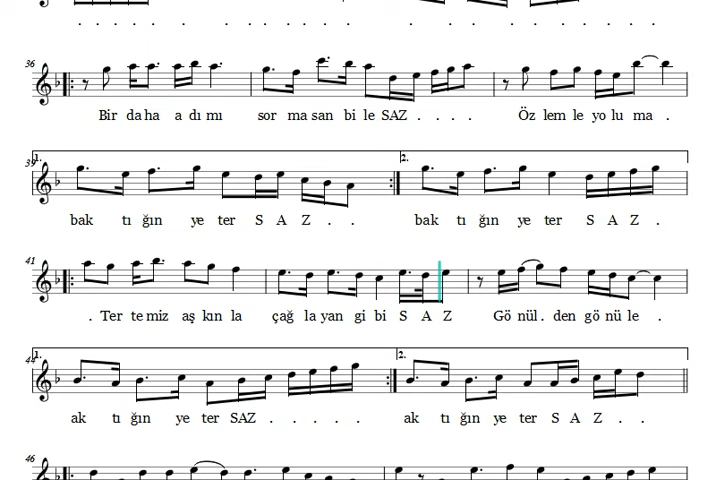 . . . . . . . . . . . . . . . . . .
36
Bir da ha a dı mı sor ma san bi le SAZ . . . . Öz lem le yo lu ma .
1. 2.
39
bak tı ğın ye ter S A Z . . bak tı ğın ye ter S A Z .
41
. Ter te miz aş kın la çağ la yan gi bi S A Z Gö nül . den gö nü le .
1. 2.
44
ak tı ğın ye ter SAZ . . . . . ak tı ğın ye ter S A Z . .
46